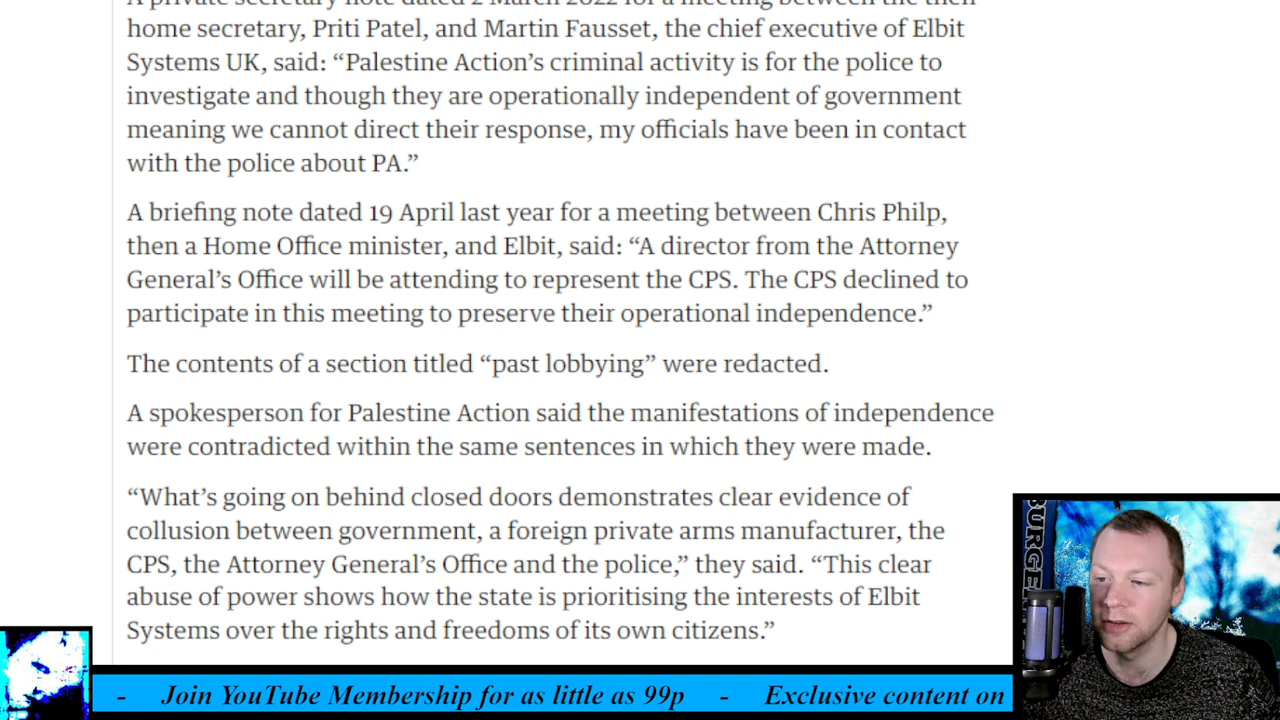 home secretary, Priti Patel, and Martin Fausset, the chief executive of Elbit
Systems UK, said: “Palestine Action’s criminal activity is for the police to
investigate and though they are operationally independent of government
meaning we cannot direct their response, my officials have been in contact
with the police about PA.”
A briefing note dated 19 April last year for a meeting between Chris Philp,
then a Home Office minister, and Elbit, said: “A director from the Attorney
General’s Office will be attending to represent the CPS. The CPS declined to
participate in this meeting to preserve their operational independence.”
The contents of a section titled “past lobbying” were redacted.
A spokesperson for Palestine Action said the manifestations of independence
were contradicted within the same sentences in which they were made.
“What’s going on behind closed doors demonstrates clear evidence of
collusion between government, a foreign private arms manufacturer, the
CPS, the Attorney General’s Office and the police,” they said. “This clear
abuse of power shows how the state is prioritising the interests of Elbit
Systems over the rights and freedoms of its own citizens.”
- Join YouTube Membership for as little as 99p - Exclusive content on